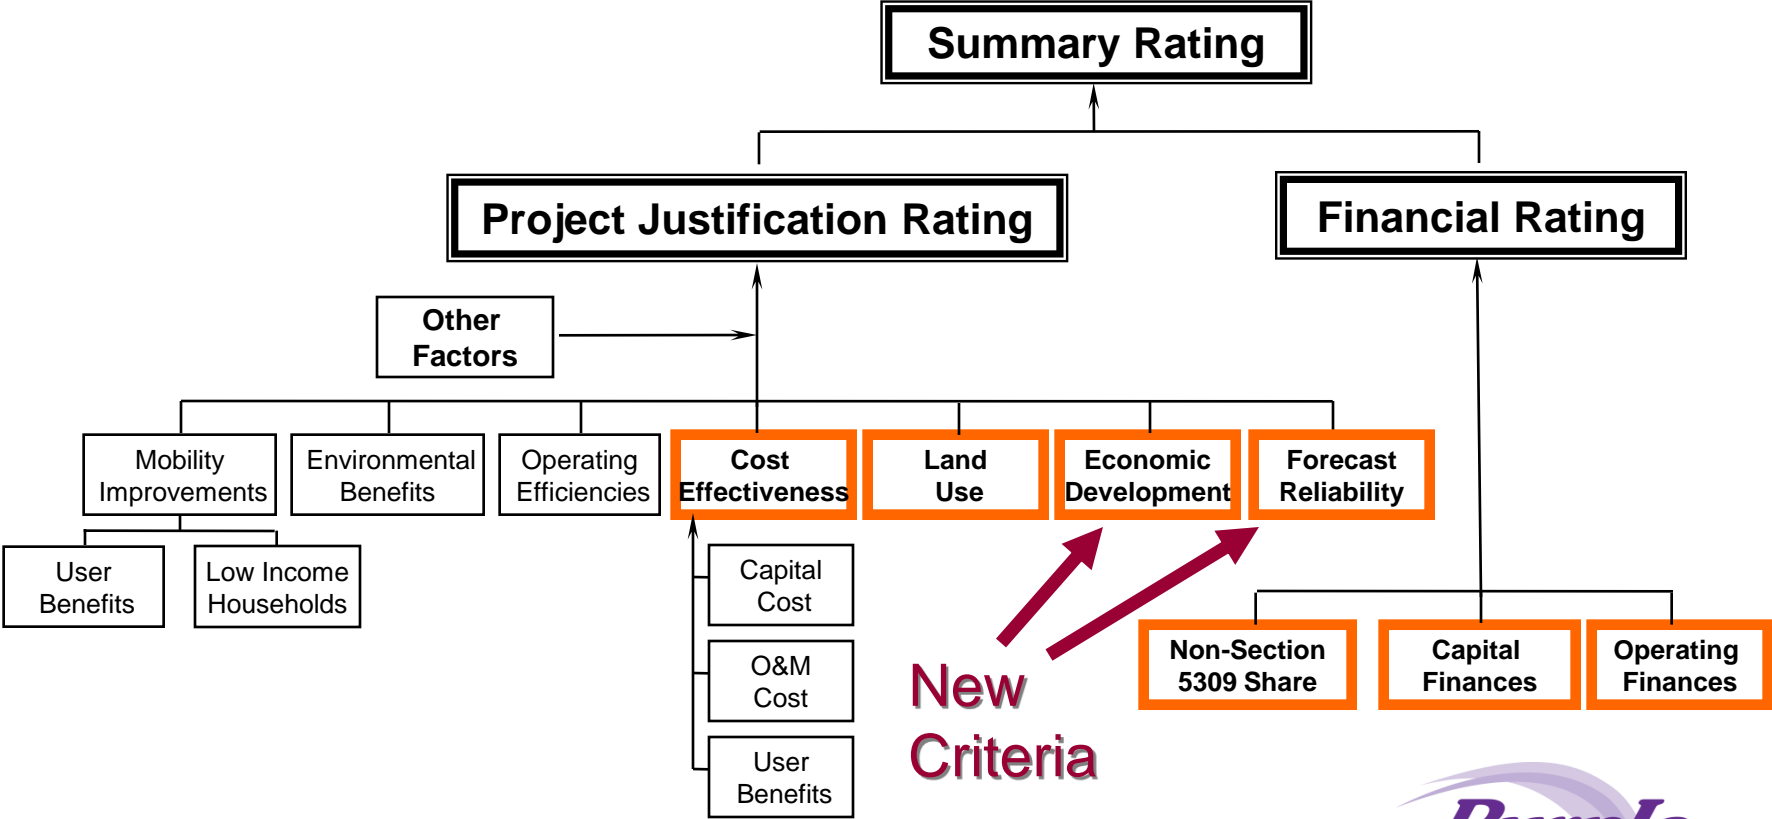 Summary Rating
Project Justification Rating
Financial Rating
Other
Factors
Mobility
Improvements
Environmental
Benefits
Operating
Efficiencies
Cost
Effectiveness
Land
Use
Economic
Development
Forecast
Reliability
User
Benefits
Low Income
Households
Capital
Cost
O&M
Cost
User
Benefits
New
Criteria
Non-Section
5309 Share
Capital
Finances
Operating
Finances